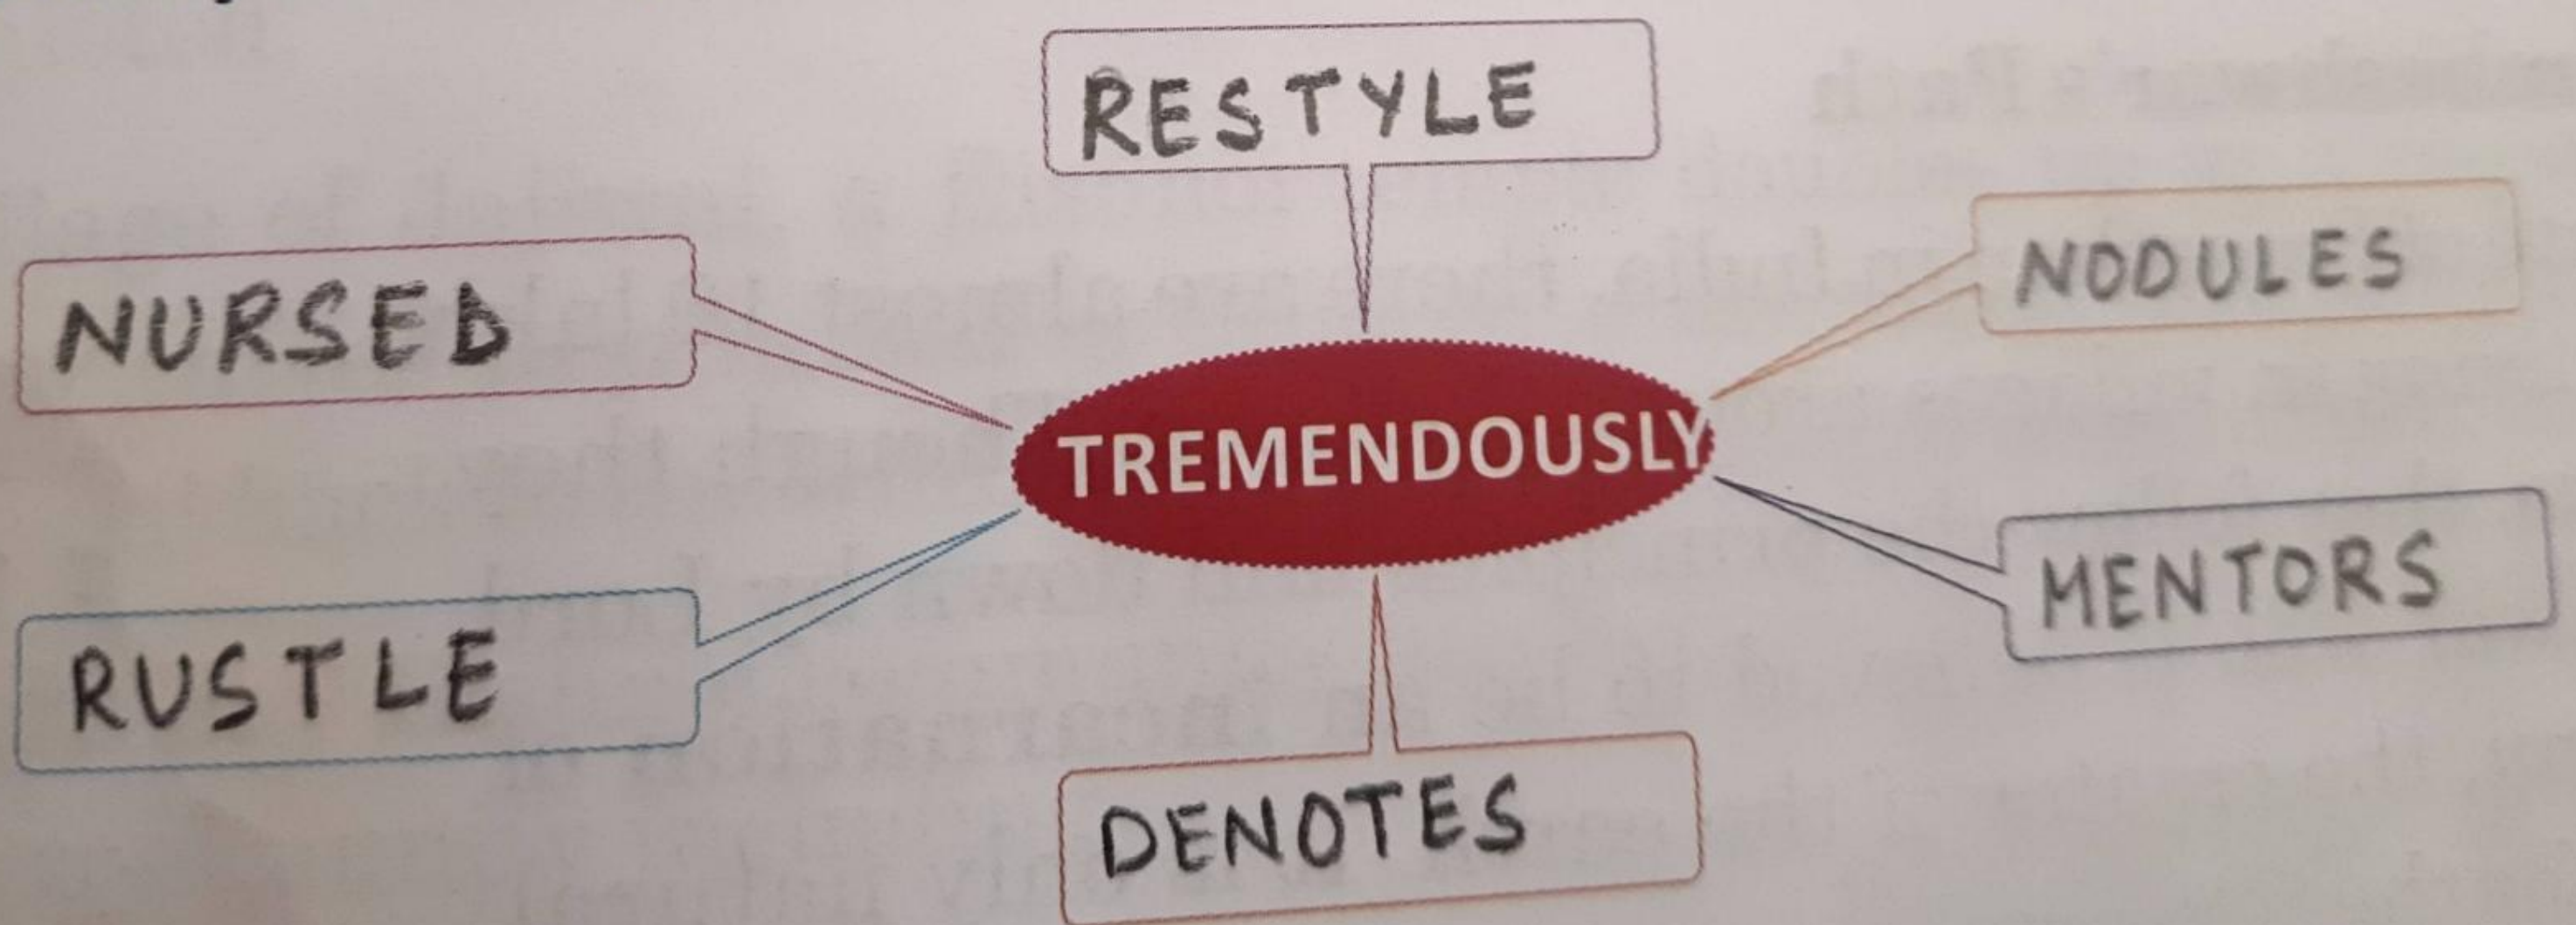 RESTYLE
NODULES
NURSED
TREMENDOUSLY
MENTORS
RUSTLE
DENOTES